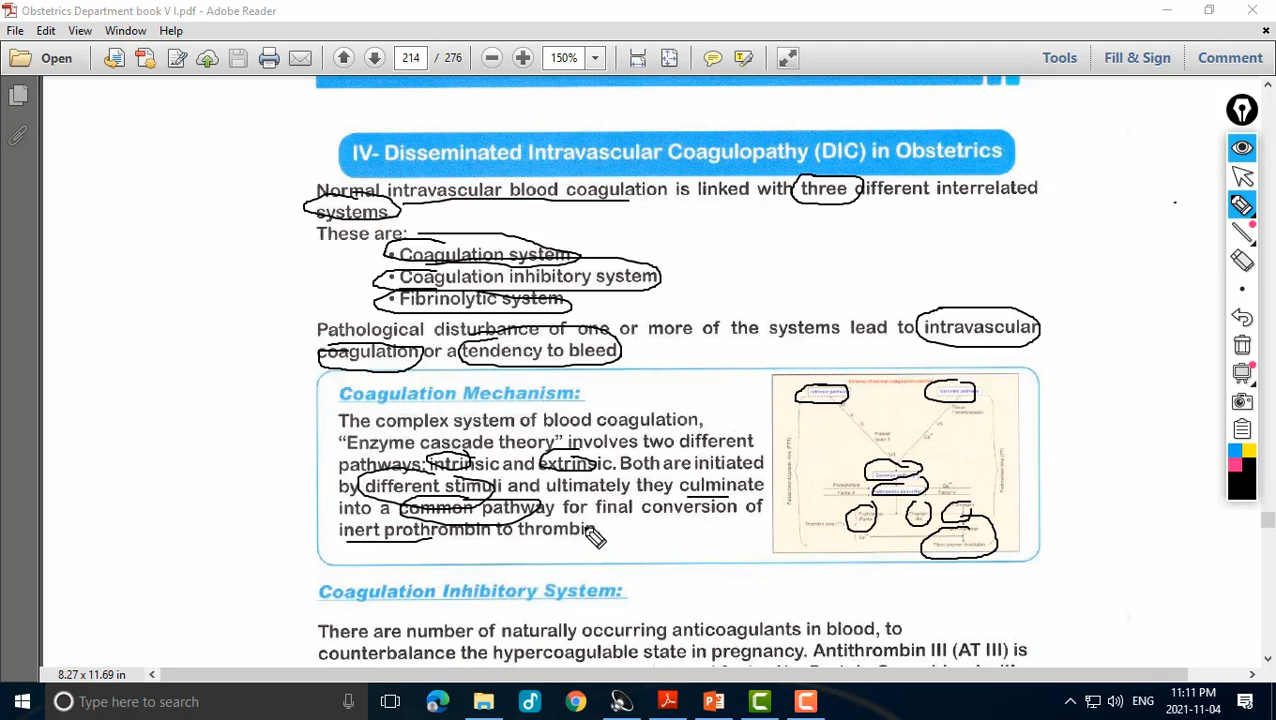 Obstetrics Department book V I.pdf - Adobe Reader
File Edit View Window Help
Open 214 / 276 150% Tools Fill & Sign Comment
IV- Disseminated Intravascular Coagulopathy (DIC) in Obstetrics
Normal intravascular blood coagulation is linked with three different interrelated
systems.
These are:
• Coagulation system
• Coagulation inhibitory system
• Fibrinolytic system
Pathological disturbance of one or more of the systems lead to intravascular
coagulation or a tendency to bleed
Coagulation Mechanism:
The complex system of blood coagulation,
“Enzyme cascade theory” involves two different
pathways; intrinsic and extrinsic. Both are initiated
by different stimuli and ultimately they culminate
into a common pathway for final conversion of
inert prothrombin to thrombin
Coagulation Inhibitory System:
There are number of naturally occurring anticoagulants in blood, to
counterbalance the hypercoagulable state in pregnancy. Antithrombin III (AT III) is
8.27 x 11.69 in
Type here to search
ENG
11:11 PM
2021-11-04